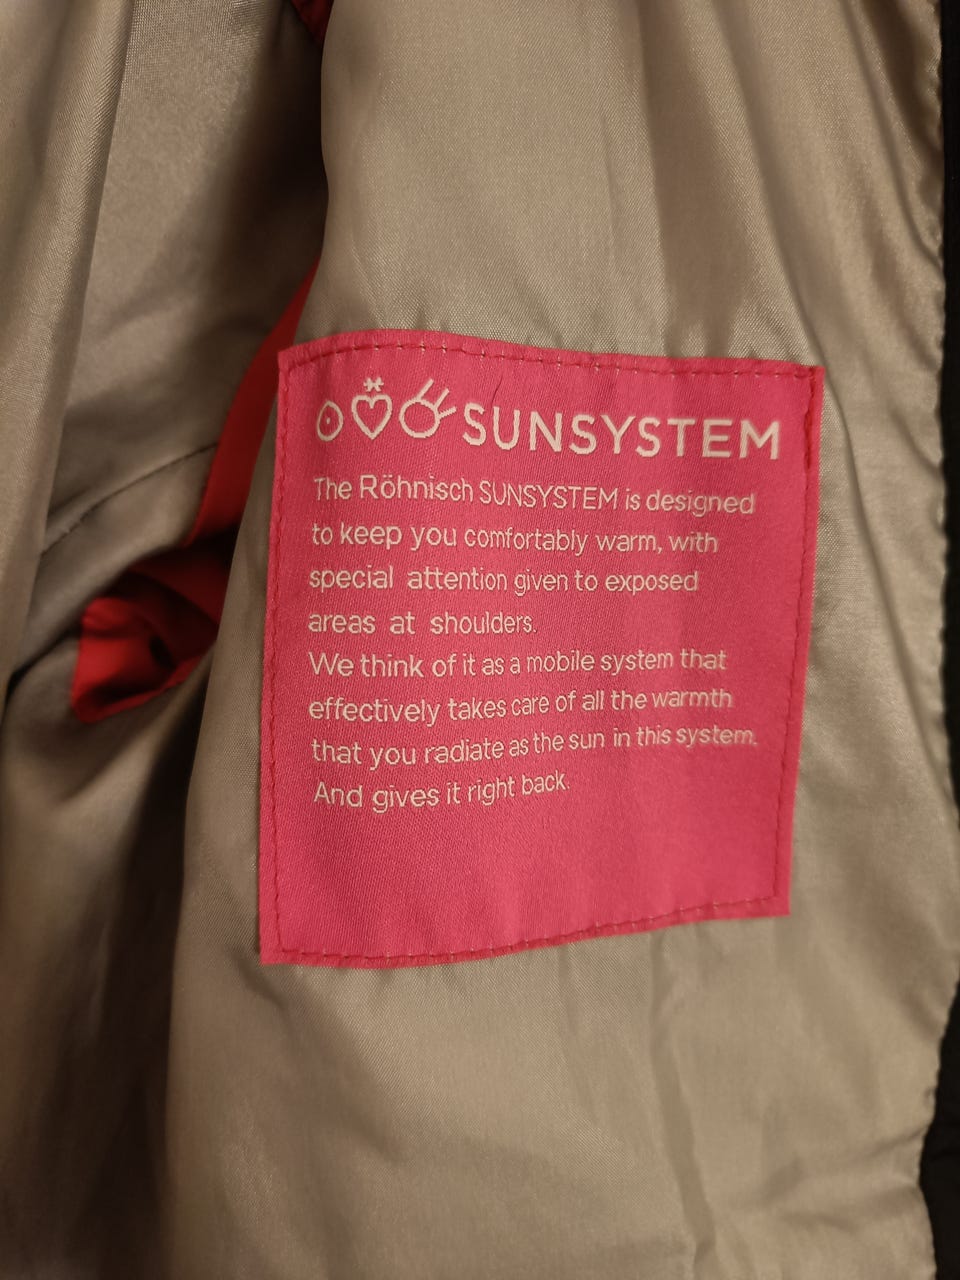 SUNSYSTEM
The Röhnisch SUNSYSTEM is designed
to keep you comfortably warm, with
special attention given to exposed
areas at shoulders.
We think of it as a mobile system that
effectively takes care of all the warmth
that you radiate as the sun in this system.
And gives it right back.